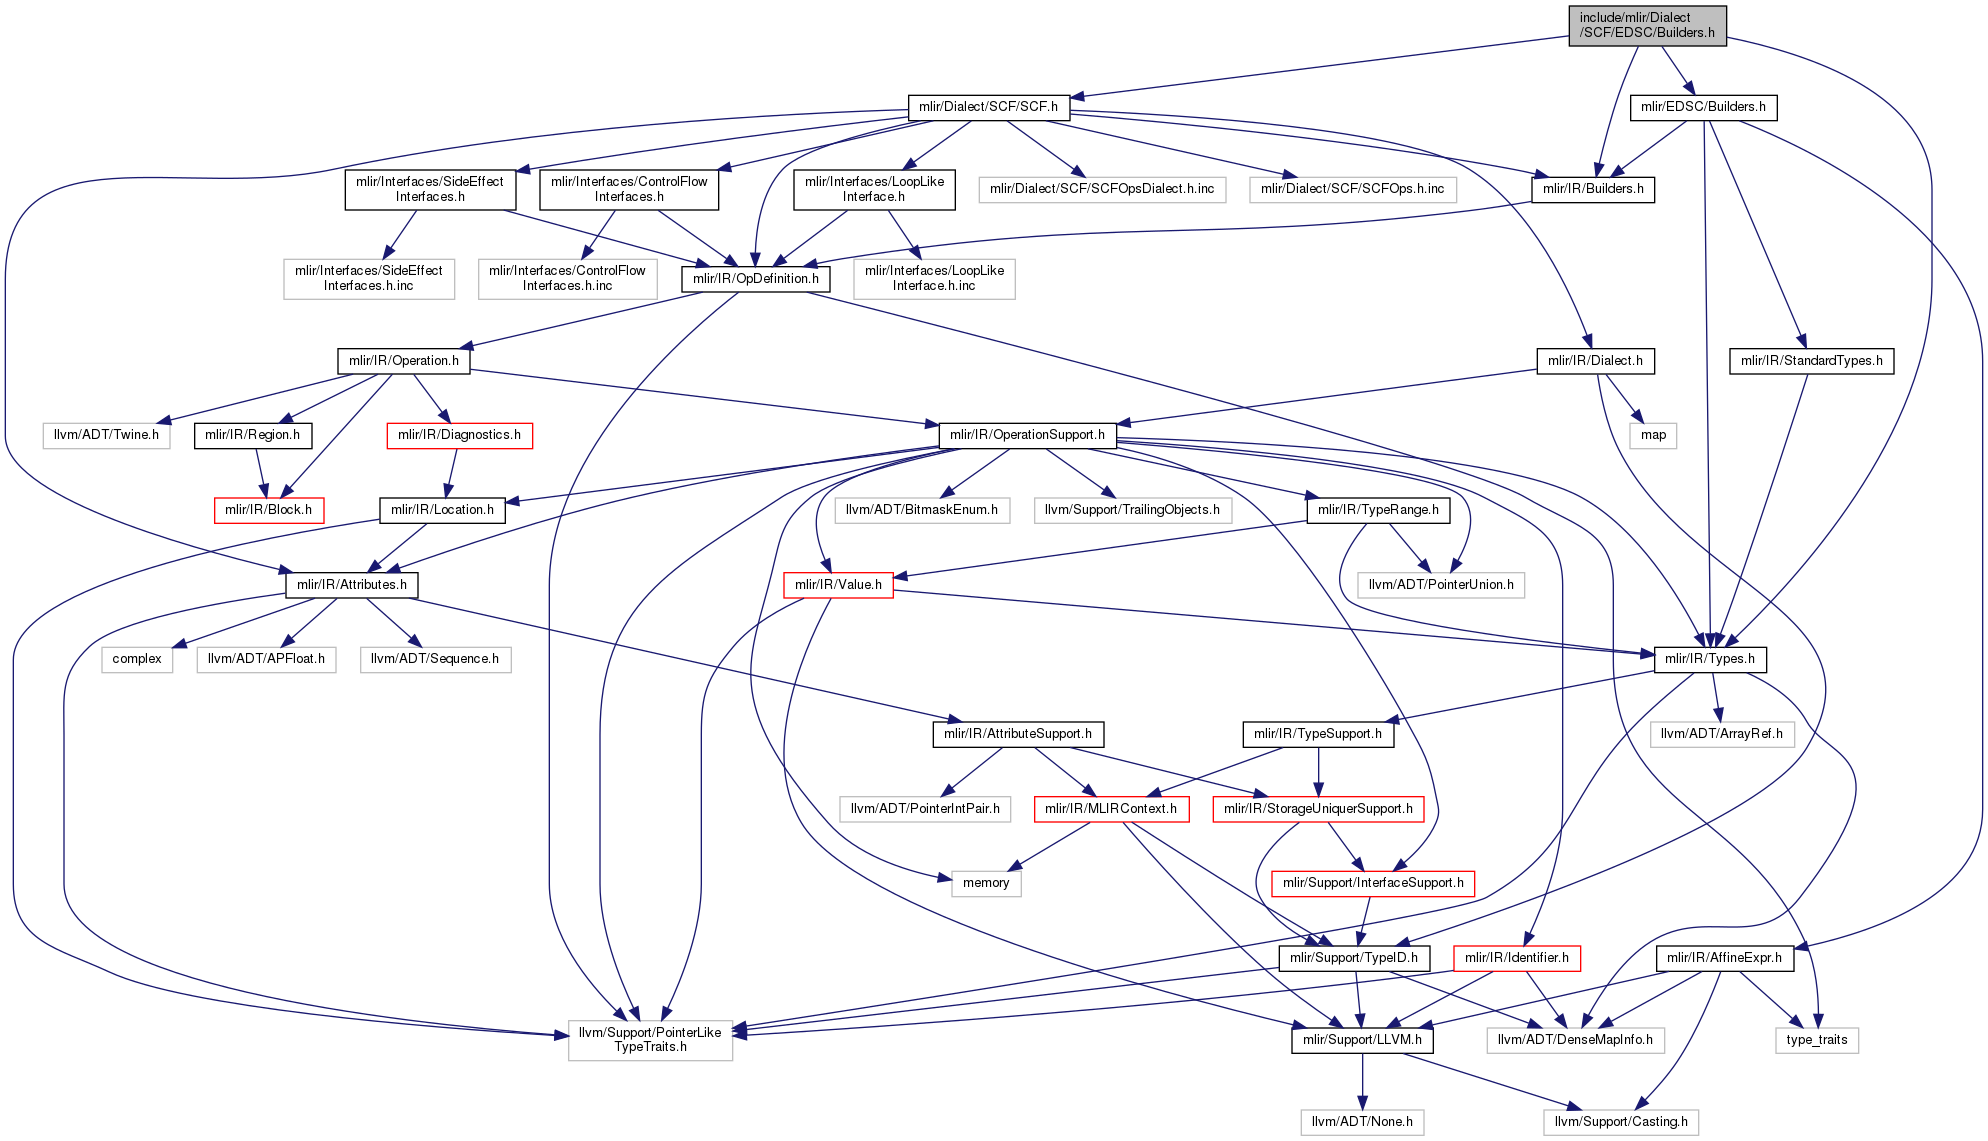 include/mlir/Dialect
/SCF/EDSC/Builders.h
mlir/Dialect/SCF/SCF.h
mlir/EDSC/Builders.h
mlir/Interfaces/SideEffect
Interfaces.h
mlir/Interfaces/ControlFlow
Interfaces.h
mlir/Interfaces/LoopLike
Interface.h
mlir/Dialect/SCF/SCFOpsDialect.h.inc
mlir/Dialect/SCF/SCFOps.h.inc
mlir/IR/Builders.h
mlir/Interfaces/SideEffect
Interfaces.h.inc
mlir/Interfaces/ControlFlow
Interfaces.h.inc
mlir/IR/OpDefinition.h
mlir/Interfaces/LoopLike
Interface.h.inc
mlir/IR/Operation.h
mlir/IR/Dialect.h
mlir/IR/StandardTypes.h
llvm/ADT/Twine.h
mlir/IR/Region.h
mlir/IR/Diagnostics.h
mlir/IR/OperationSupport.h
map
mlir/IR/Block.h
mlir/IR/Location.h
llvm/ADT/BitmaskEnum.h
llvm/Support/TrailingObjects.h
mlir/IR/TypeRange.h
mlir/IR/Attributes.h
mlir/IR/Value.h
llvm/ADT/PointerUnion.h
complex
llvm/ADT/APFloat.h
llvm/ADT/Sequence.h
mlir/IR/Types.h
mlir/IR/AttributeSupport.h
mlir/IR/TypeSupport.h
llvm/ADT/ArrayRef.h
llvm/ADT/PointerIntPair.h
mlir/IR/MLIRContext.h
mlir/IR/StorageUniquerSupport.h
memory
mlir/Support/InterfaceSupport.h
mlir/Support/TypeID.h
mlir/IR/Identifier.h
mlir/IR/AffineExpr.h
llvm/Support/PointerLike
TypeTraits.h
mlir/Support/LLVM.h
llvm/ADT/DenseMapInfo.h
type_traits
llvm/ADT/None.h
llvm/Support/Casting.h